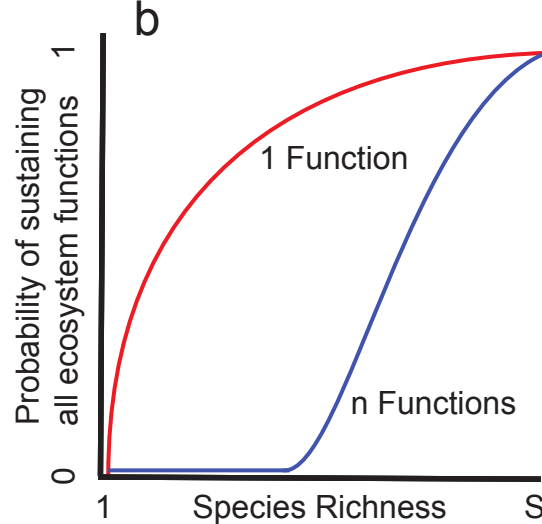 b
Probability of sustaining
all ecosystem functions
1
0
1 Function
n Functions
1
Species Richness
S